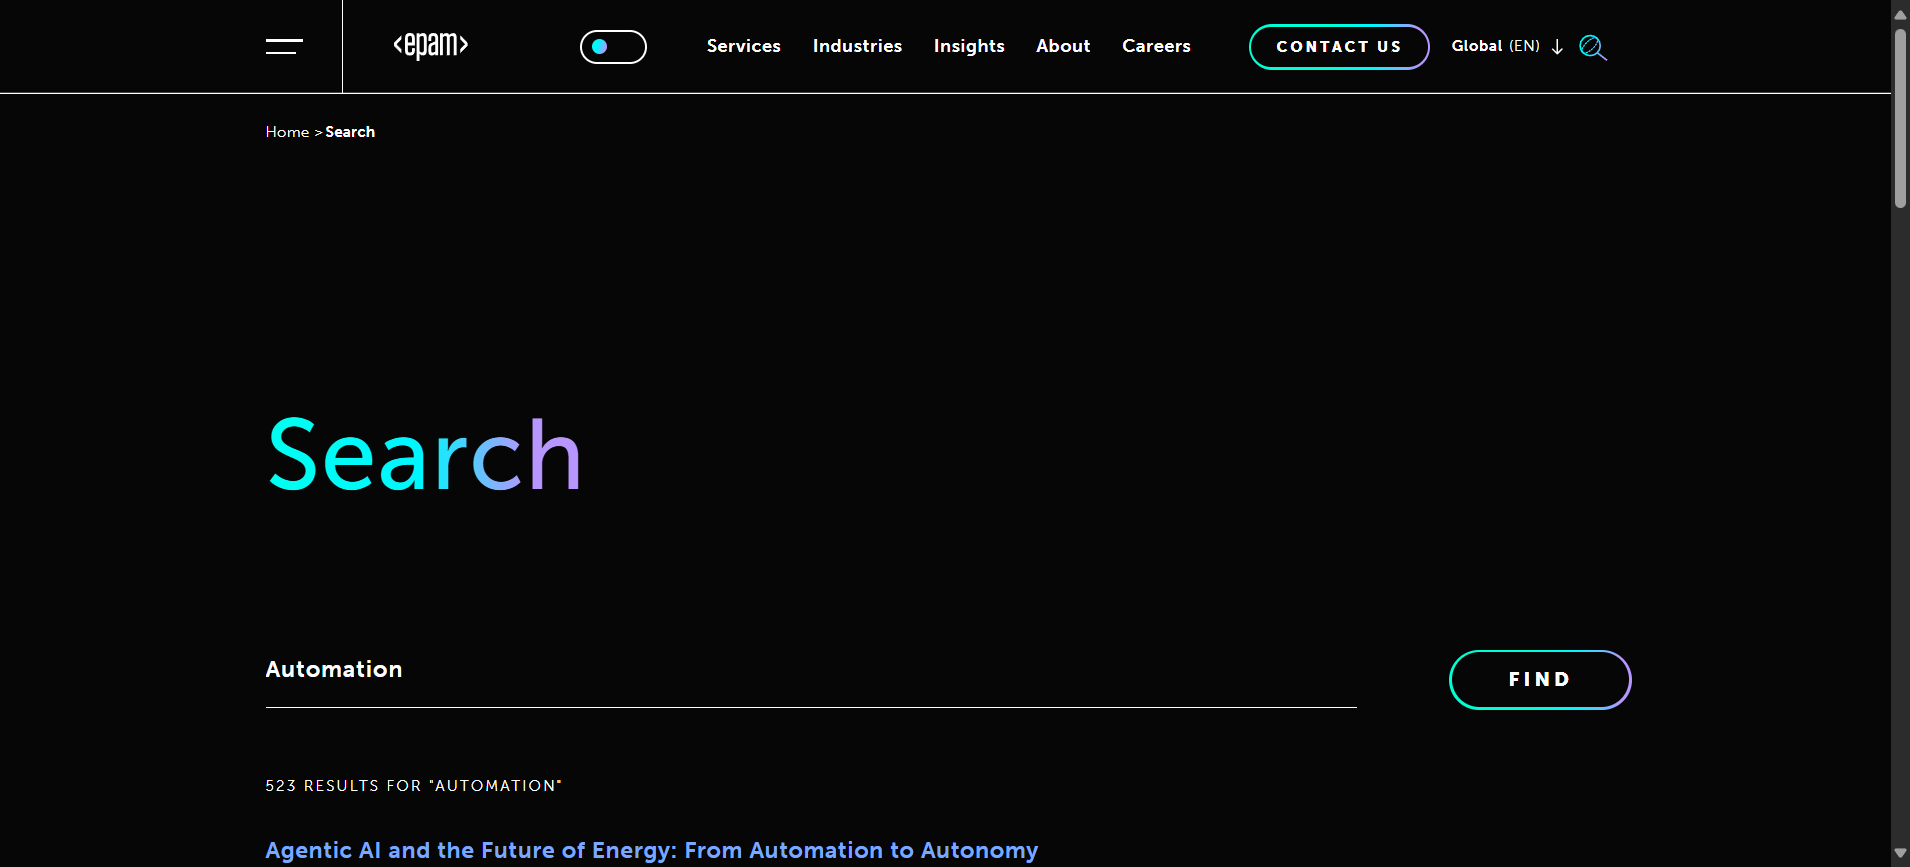 <epam>
Services Industries Insights About Careers CONTACT US Global (EN)
Home > Search
Search
Automation
FIND
523 RESULTS FOR "AUTOMATION"
Agentic AI and the Future of Energy: From Automation to Autonomy